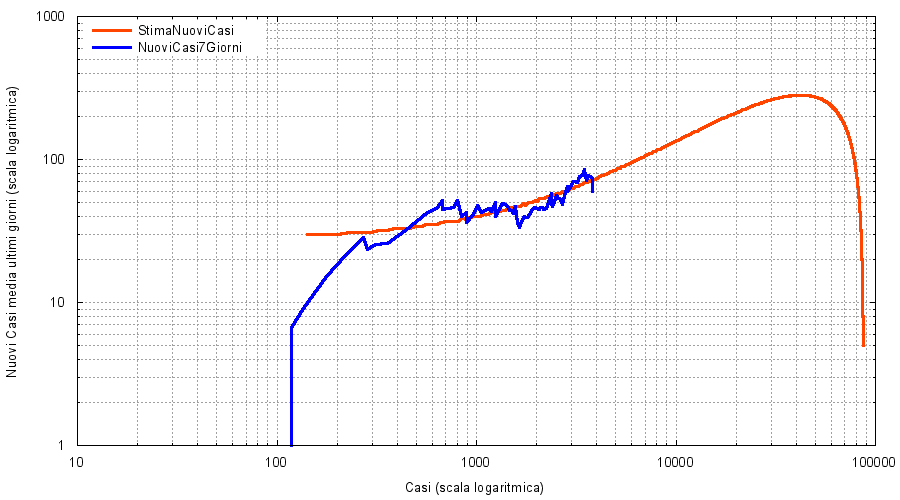 1000
StimaNuoviCasi
NuoviCasi7Giorni
100
10
1
10
100
1000
10000
100000
Nuovi Casi media ultimi giorni (scala logaritmica)
Casi (scala logaritmica)